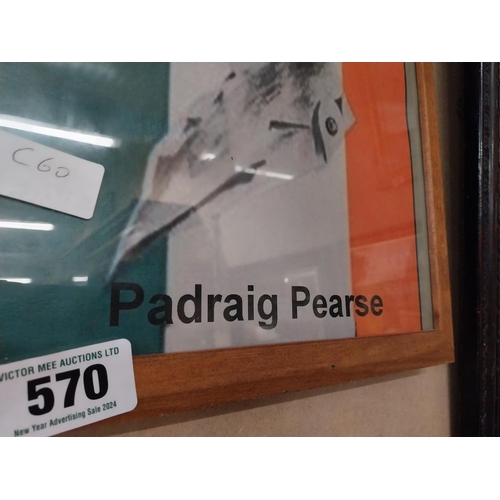 C60
Padraig Pearse
VICTOR MEE AUCTIONS LTD
570
New Year Advertising Sale 2024